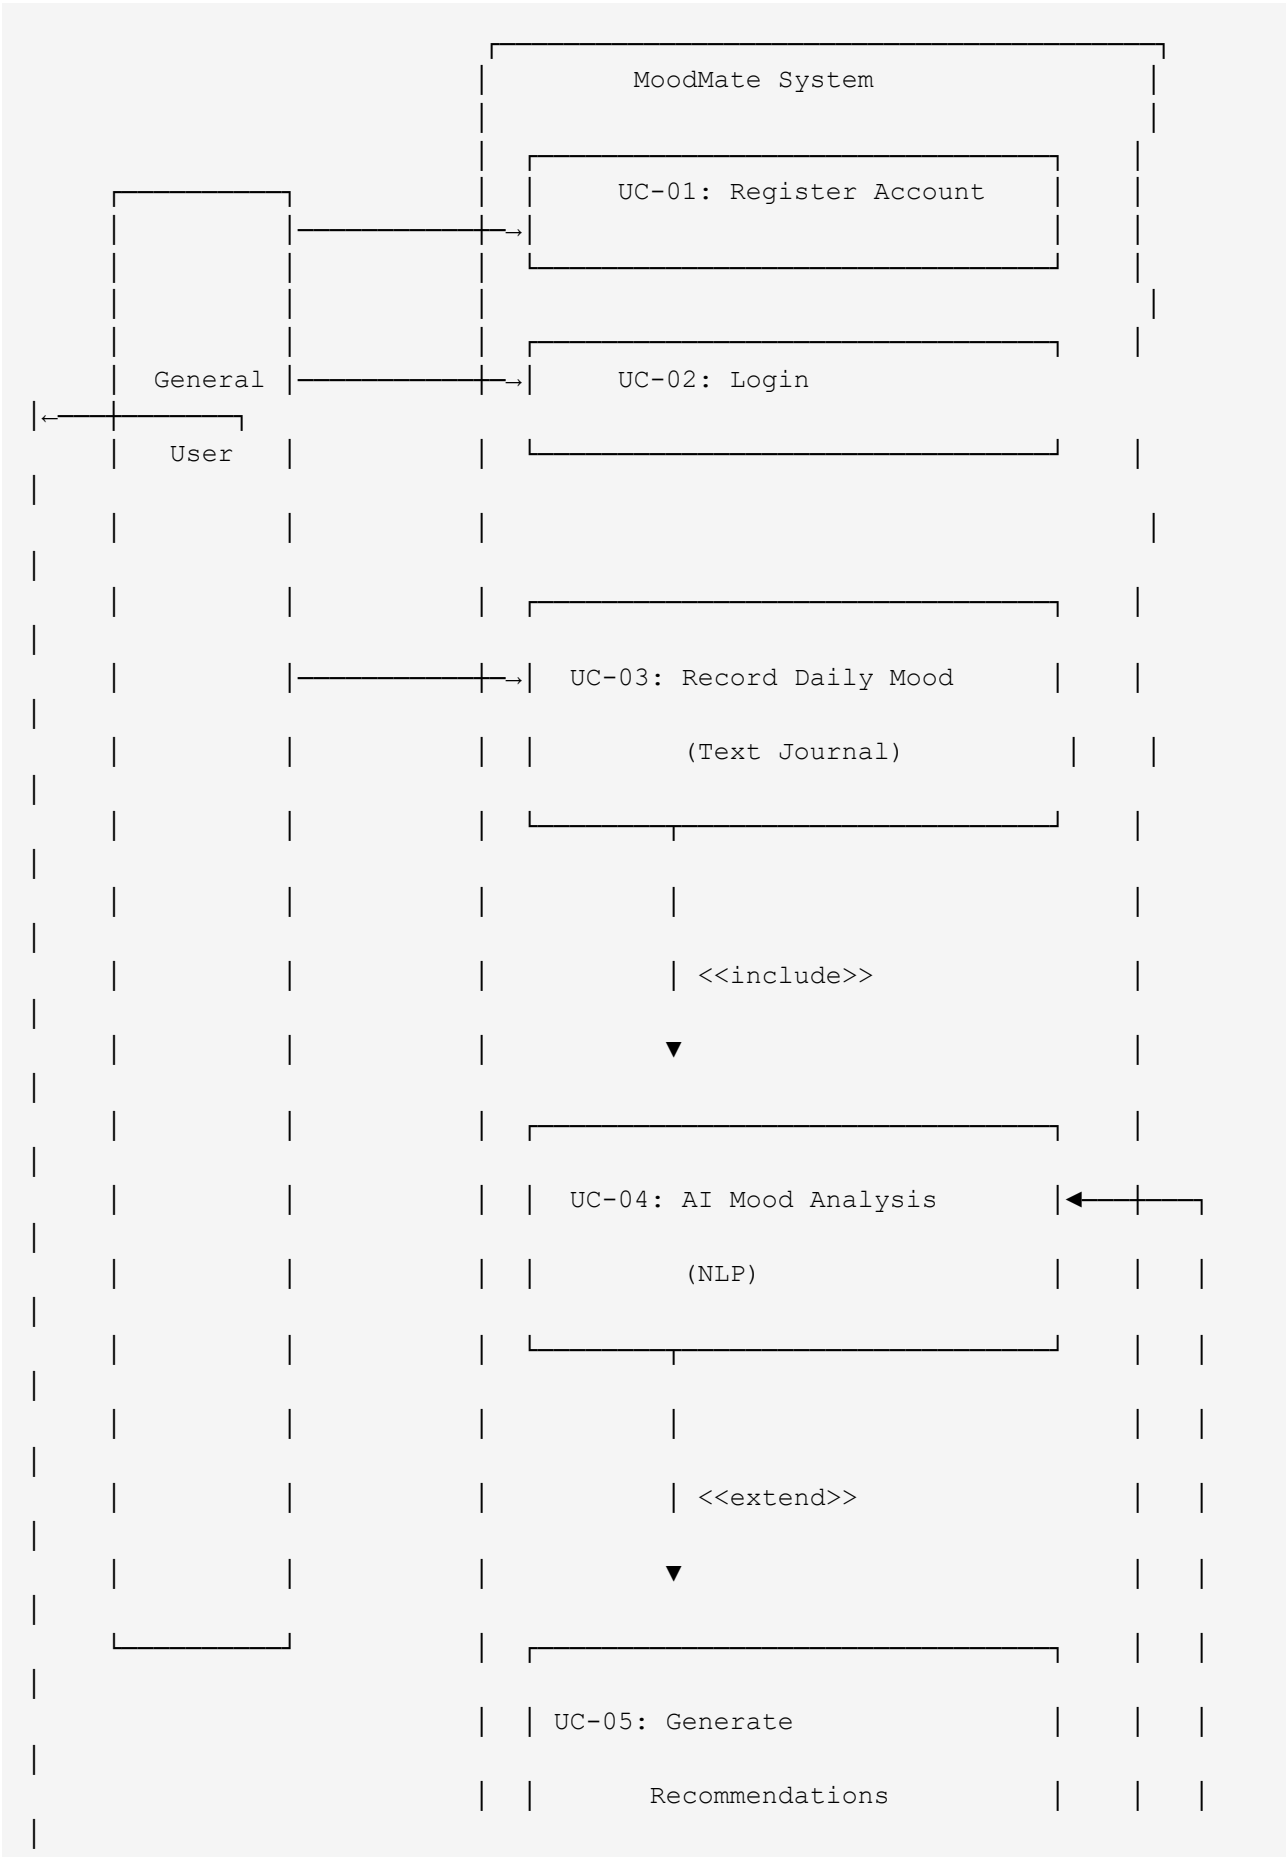 MoodMate System
UC-01: Register Account
General
UC-02: Login
User
UC-03: Record Daily Mood
(Text Journal)
<<include>>
UC-04: AI Mood Analysis
(NLP)
<<extend>>
UC-05: Generate
Recommendations